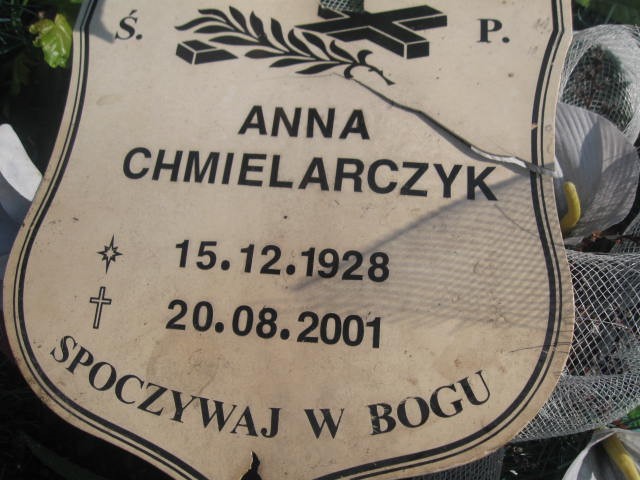 Ś. P.
ANNA
CHMIELARCZYK
15.12.1928
20.08.2001
SPOCZYWAJ W BOGU